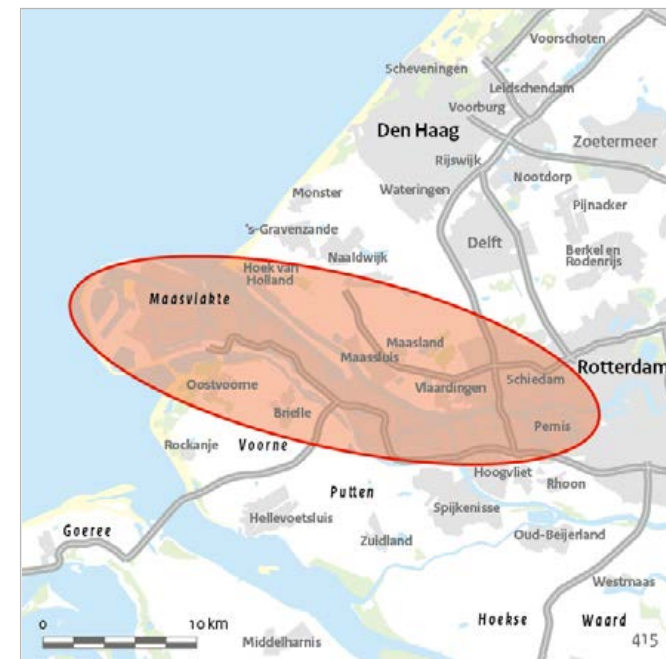 Voorschoten
Scheveningen
Leidschendam
Voorburg
Den Haag
Zoetermeer
Rijswijk
Nootdorp
Wateringen
Monster
Pijnacker
's-Gravenzande
Delft
Berkel en
Rodenrijs
Naaldwijk
Hoek van
Holland
Maasvlakte
Maasland
Maassluis
Rotterdam
Schiedam
Oostvoorne
Vlaardingen
Brielle
Pernis
Rockanje
Voorne
Hoogvliet
Rhoon
Putten
Spijkenisse
Hellevoetsluis
Goeree
Zuidland
Oud-Beijerland
Westmaas
0 10 km
Hoekse Waard
Middelharnis
415